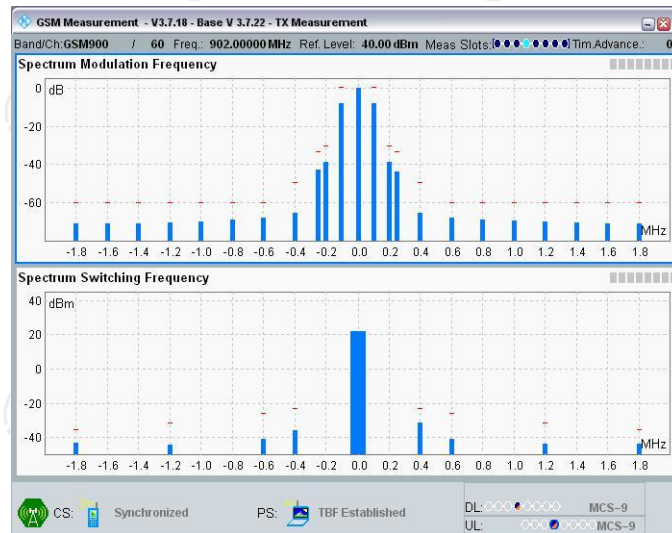 GSM Measurement - V3.7.18 - Base V 3.7.22 - TX Measurement
Band/Ch:GSM900 / 60 Freq.: 902.00000 MHz Ref. Level: 40.00 dBm Meas Slots: Tim.Advance.: 0
Spectrum Modulation Frequency
dB
0
-20
-40
-60
MHz
-1.8 -1.6 -1.4 -1.2 -1.0 -0.8 -0.6 -0.4 -0.2 0.0 0.2 0.4 0.6 0.8 1.0 1.2 1.4 1.6 1.8
Spectrum Switching Frequency
dBm
40
20
0
-20
-40
MHz
-1.8 -1.6 -1.4 -1.2 -1.0 -0.8 -0.6 -0.4 -0.2 0.0 0.2 0.4 0.6 0.8 1.0 1.2 1.4 1.6 1.8
CS: Synchronized PS: TBF Established
DL: MCS-9
UL: MCS-9